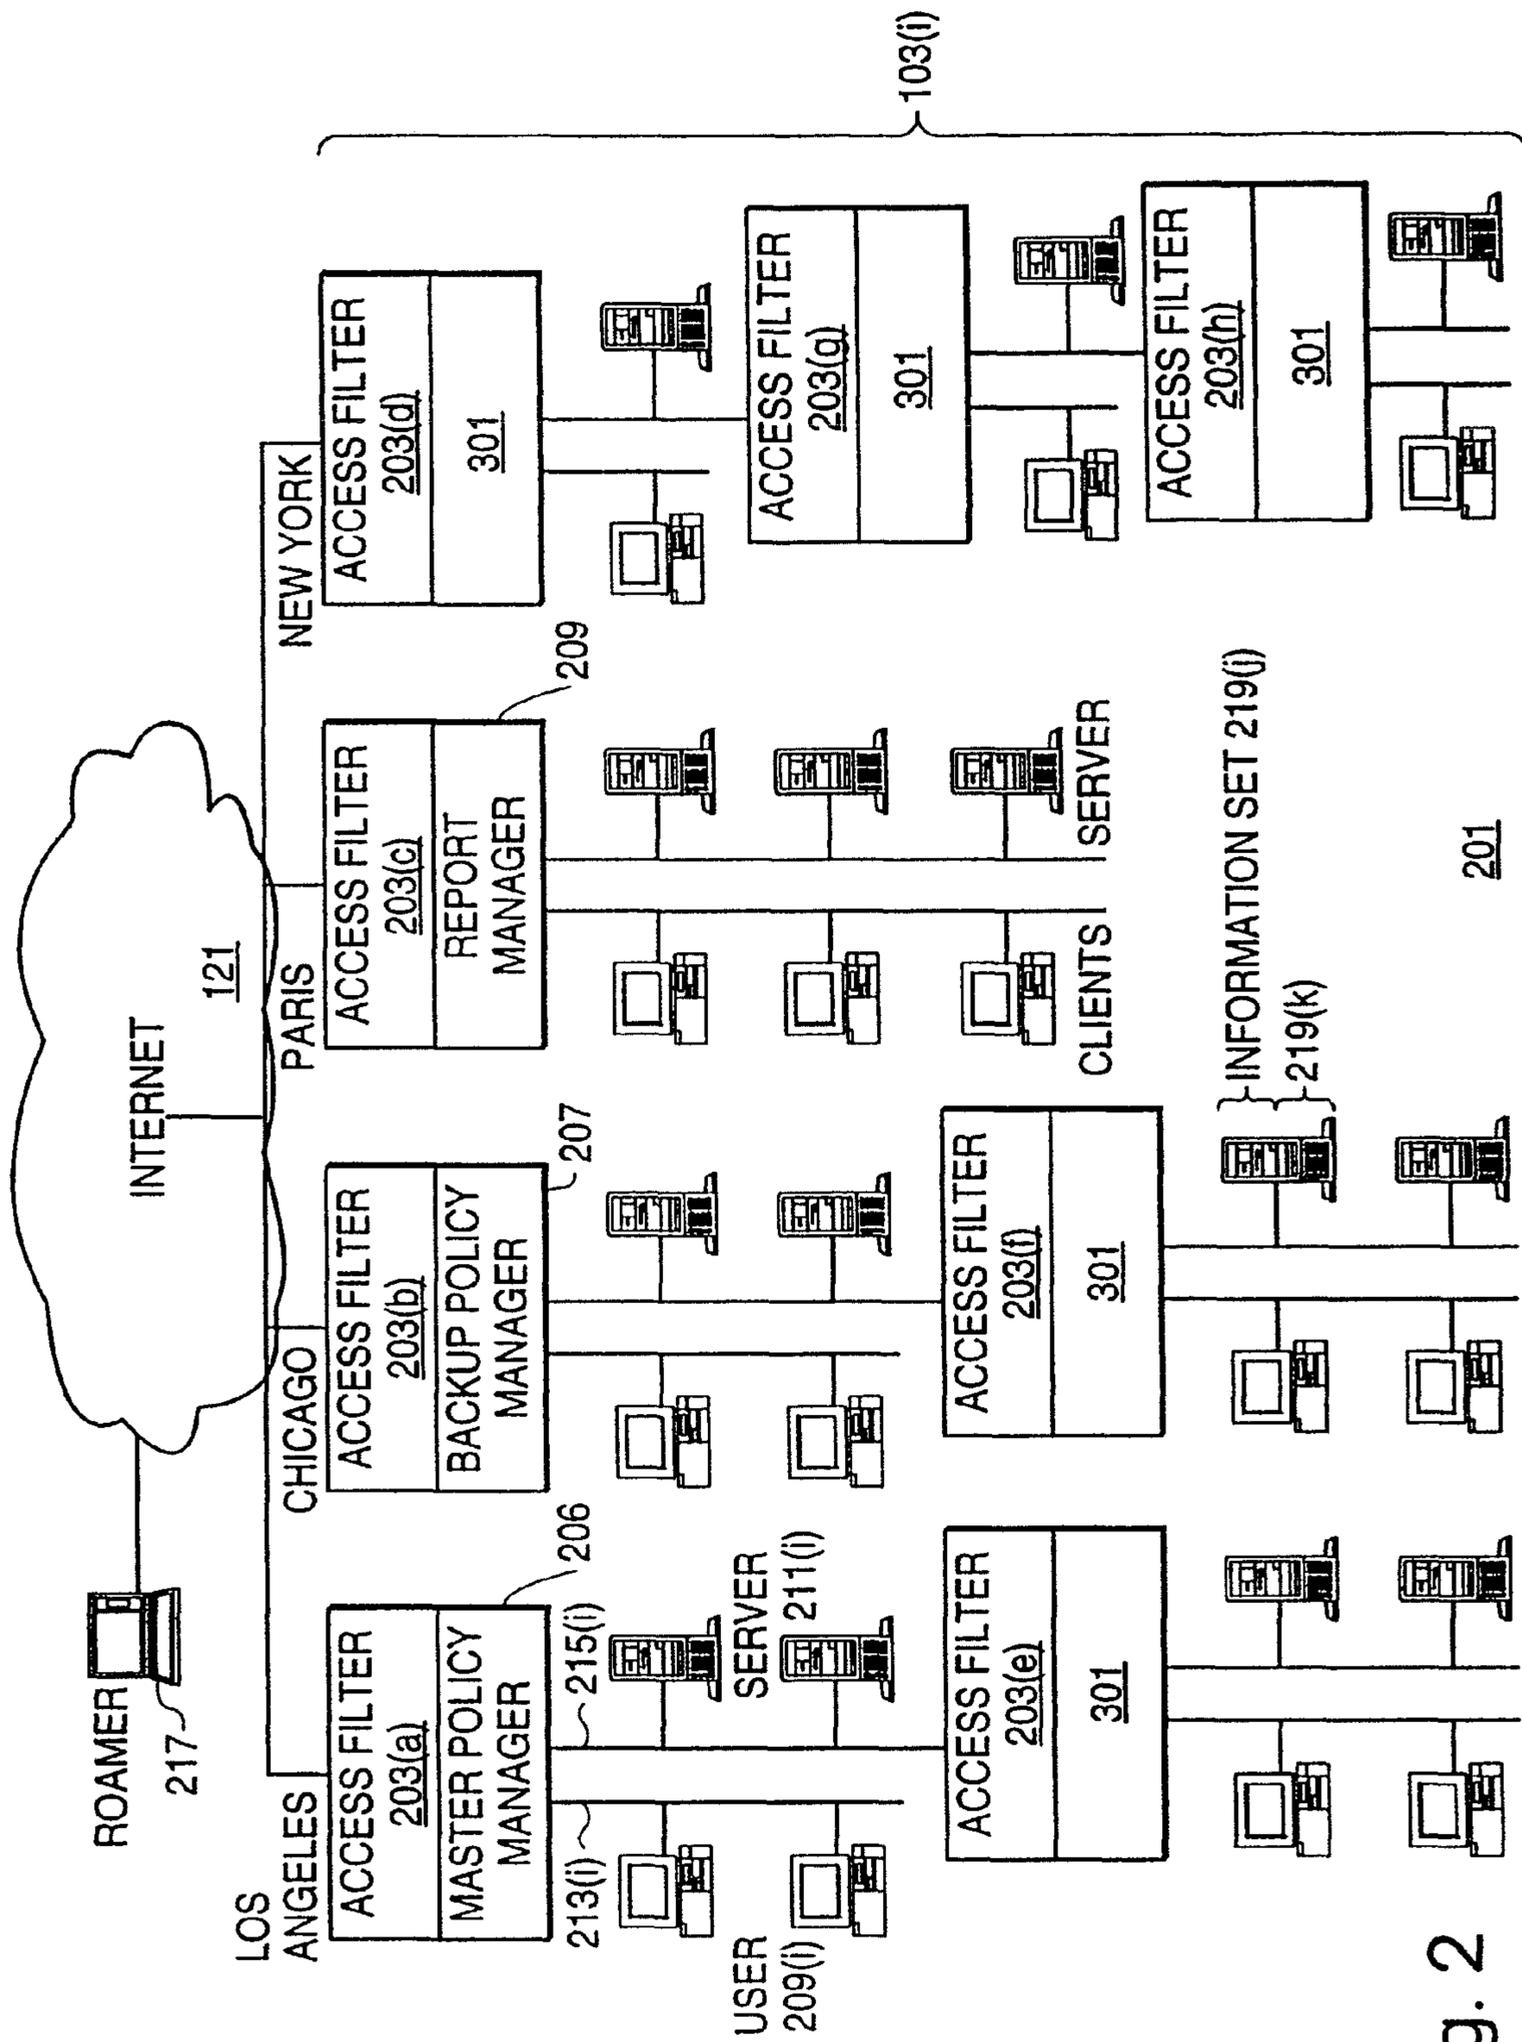 ROAMER
217
INTERNET
121
LOS
ANGELES
CHICAGO
PARIS
NEW YORK
ACCESS FILTER
203(a)
MASTER POLICY
MANAGER
206
ACCESS FILTER
203(b)
BACKUP POLICY
MANAGER
207
ACCESS FILTER
203(c)
REPORT
MANAGER
209
ACCESS FILTER
203(d)
301
213(i)
215(i)
USER
209(i)
SERVER
211(i)
ACCESS FILTER
203(e)
301
ACCESS FILTER
203(f)
301
CLIENTS
SERVER
ACCESS FILTER
203(g)
301
ACCESS FILTER
203(h)
301
INFORMATION SET 219(j)
219(k)
103(i)
201
g. 2